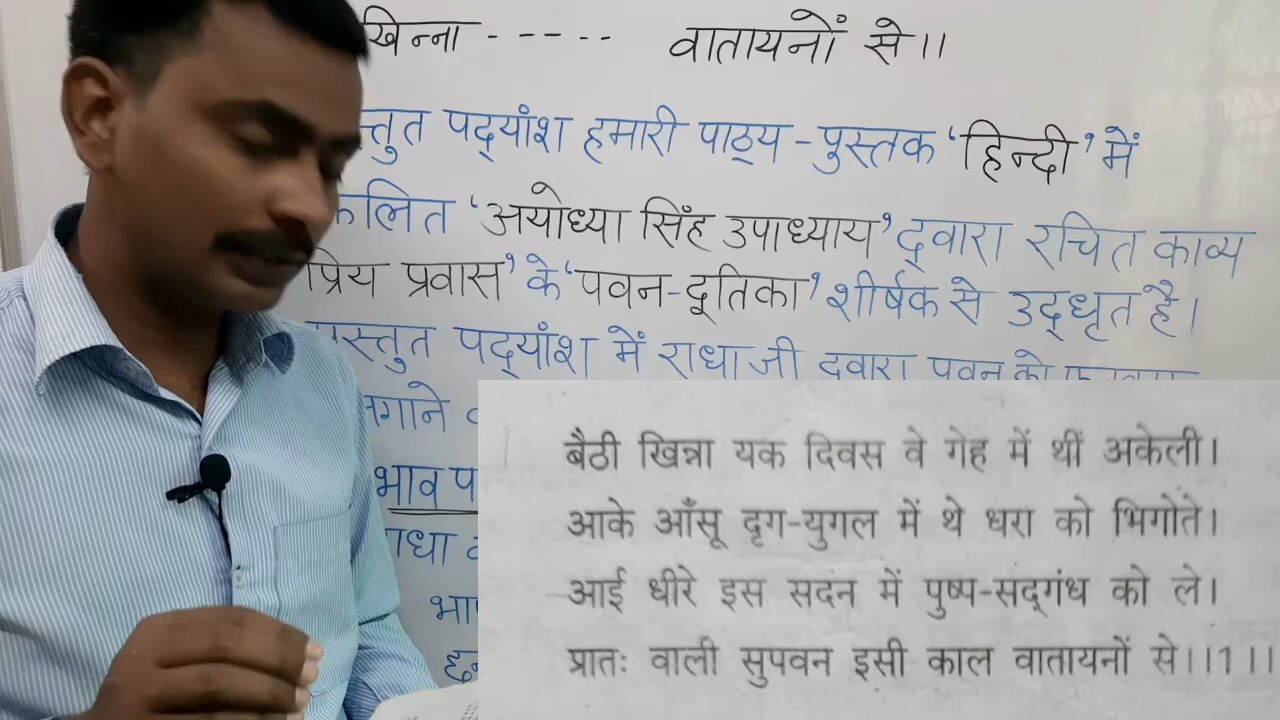 खिन्ना - - - - - वातायनों से।।
पद्यांश हमारी पाठ्य-पुस्तक 'हिन्दी' में
'अयोध्या सिंह उपाध्याय' द्वारा रचित काव्य
प्रिय प्रवास' के 'पवन-दूतिका' शीर्षक से उद्धृत है।
पद्यांश में राधा जी द्वारा पवन को
भाव
बैठी खिन्ना यक दिवस वे गेह में थीं अकेली।
आके आँसू दृग-युगल में थे धरा को भिगोते।
आई धीरे इस सदन में पुष्प-सद्गंध को ले।
प्रातः वाली सुपवन इसी काल वातायनों से।।1।।